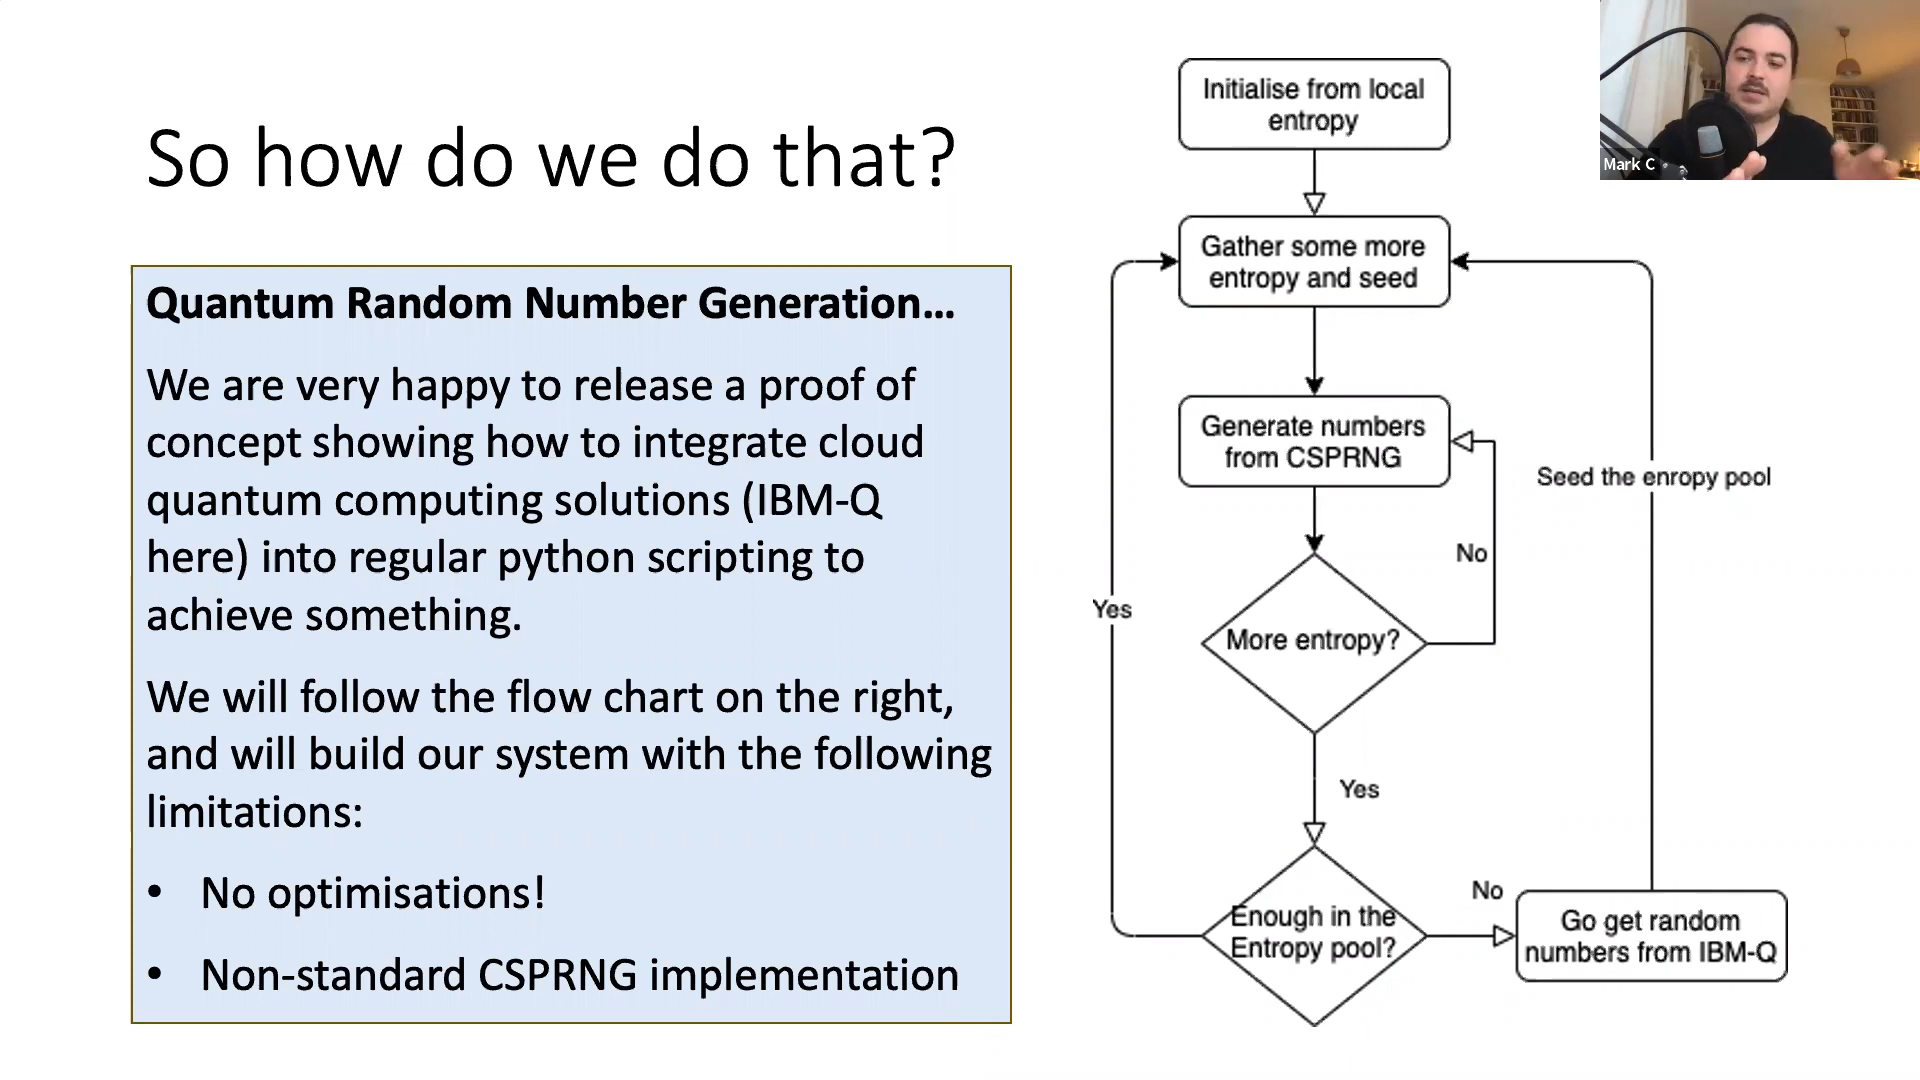 So how do we do that?
Quantum Random Number Generation...
We are very happy to release a proof of
concept showing how to integrate cloud
quantum computing solutions (IBM-Q
here) into regular python scripting to
achieve something.
We will follow the flow chart on the right,
and will build our system with the following
limitations:
• No optimisations!
• Non-standard CSPRNG implementation
Initialise from local
entropy
Gather some more
entropy and seed
Generate numbers
from CSPRNG
Seed the enropy pool
No
Yes
More entropy?
Yes
No
Enough in the
Entropy pool?
Go get random
numbers from IBM-Q
Mark C